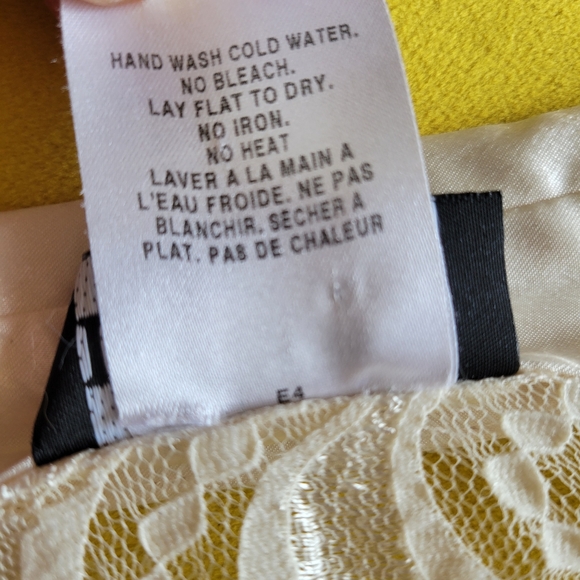 HAND WASH COLD WATER.
NO BLEACH.
LAY FLAT TO DRY.
NO IRON.
NO HEAT
LAVER A LA MAIN A
L'EAU FROIDE. NE PAS
BLANCHIR. SECHER A
PLAT. PAS DE CHALEUR
E4